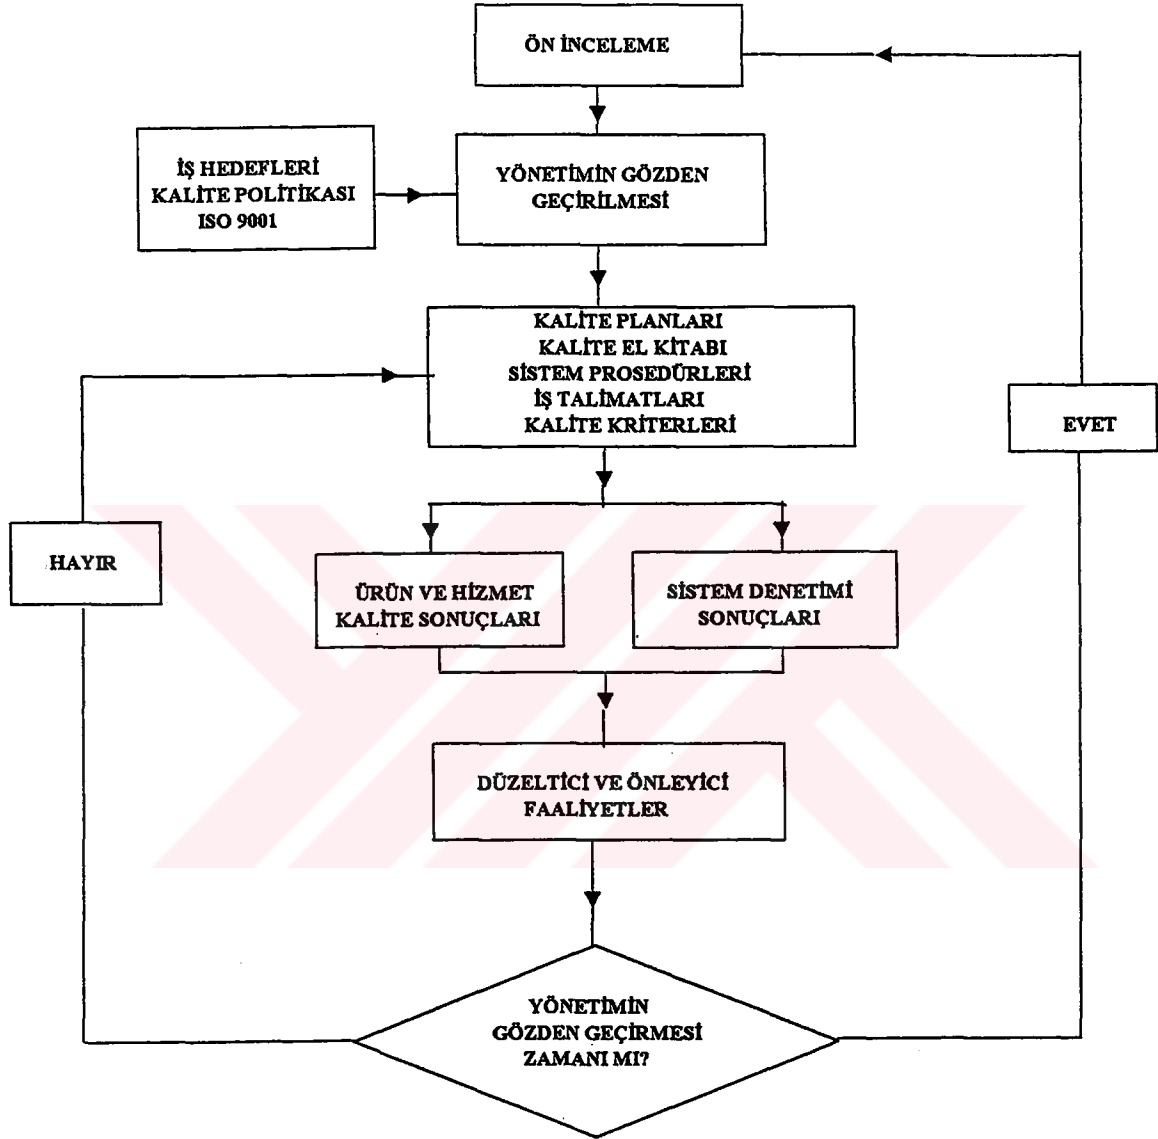 ÖN İNCELEME
İŞ HEDEFLERİ
KALİTE POLİTİKASI
ISO 9001
YÖNETİMİN GÖZDEN
GEÇİRİLMESİ
KALİTE PLANLARI
KALİTE EL KİTABI
SİSTEM PROSEDÜRLERİ
İŞ TALİMATLARI
KALİTE KRİTERLERİ
EVET
HAYIR
ÜRÜN VE HİZMET
KALİTE SONUÇLARI
SİSTEM DENETİMİ
SONUÇLARI
DÜZELTİCİ VE ÖNLEYİCİ
FAALİYETLER
YÖNETİMİN
GÖZDEN GEÇİRMESİ
ZAMANI MI?